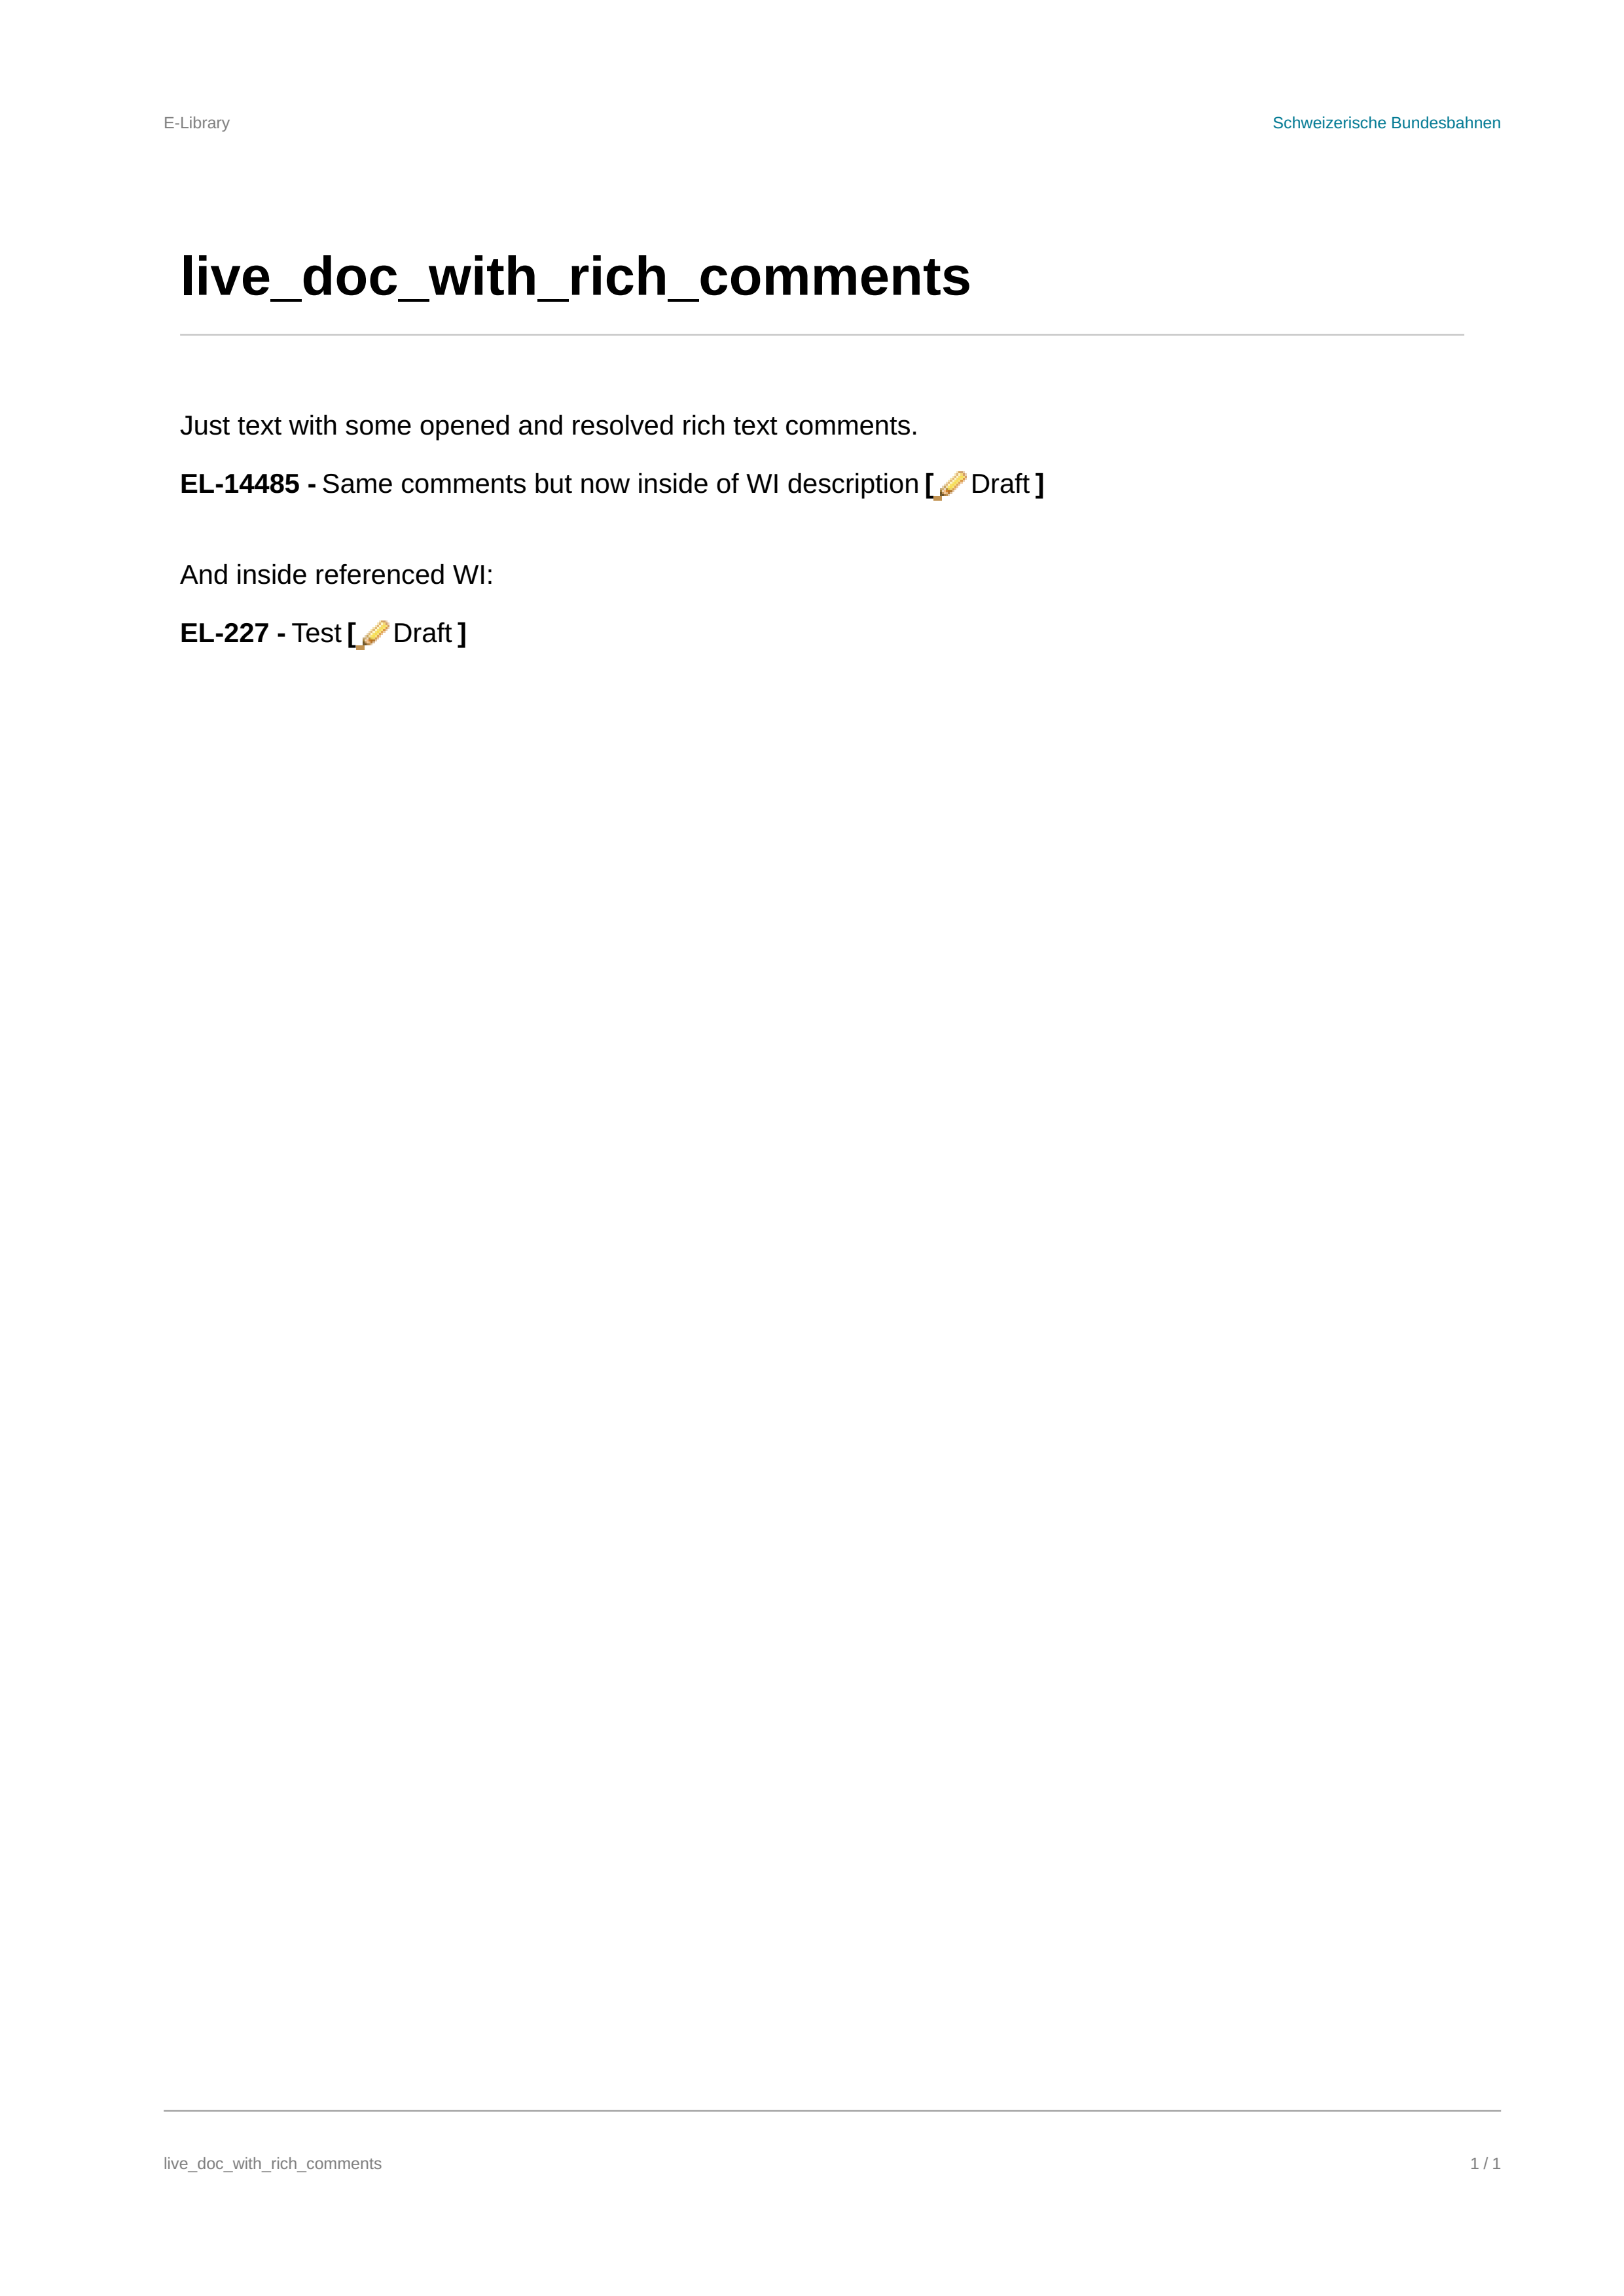 E-Library Schweizerische Bundesbahnen
live_doc_with_rich_comments
Just text with some opened and resolved rich text comments.
EL-14485 - Same comments but now inside of WI description [ Draft ]
And inside referenced WI:
EL-227 - Test [ Draft ]
live_doc_with_rich_comments 1 / 1